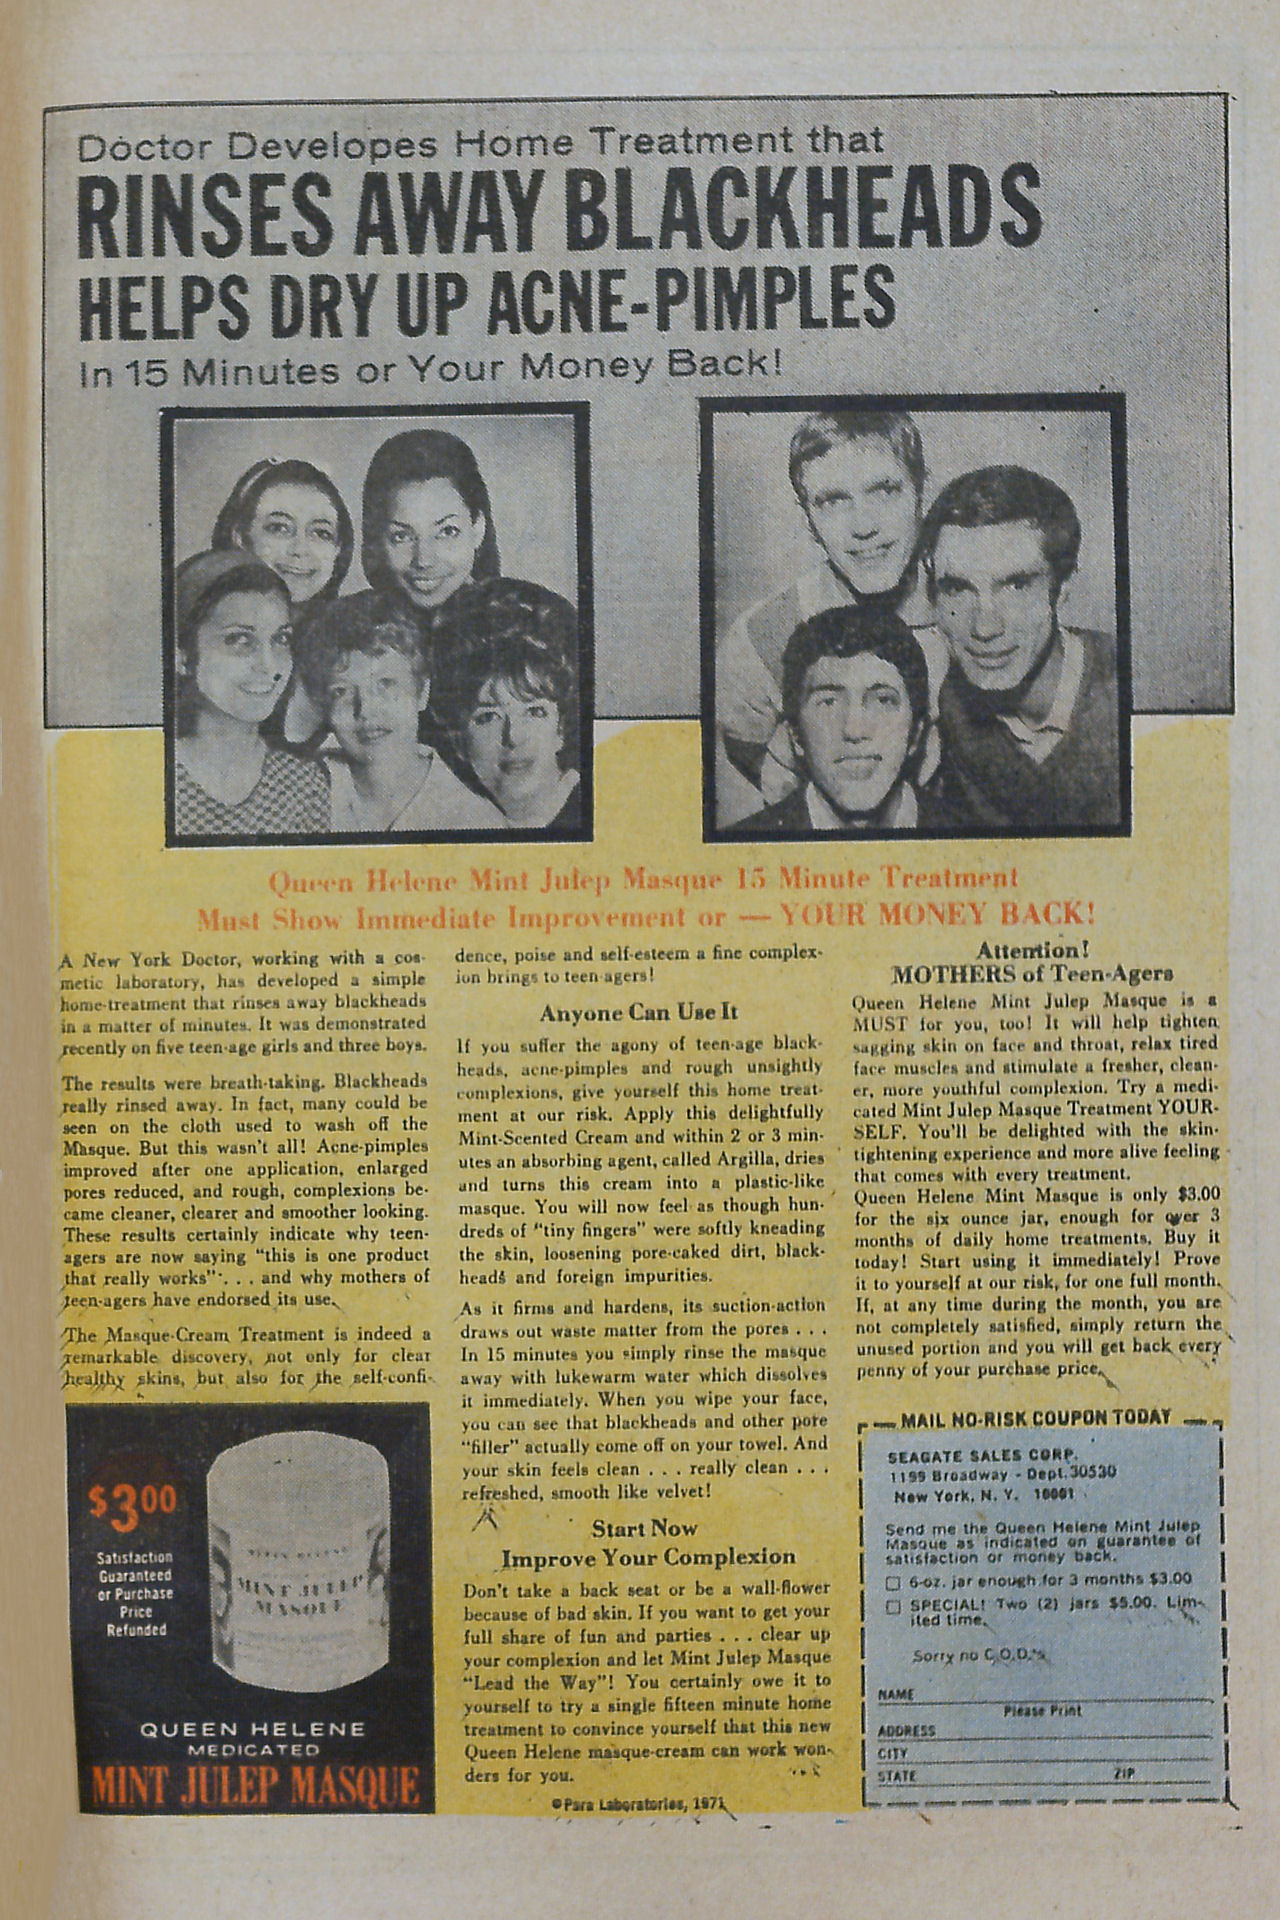 Doctor Developes Home Treatment that
RINSES AWAY BLACKHEADS
HELPS DRY UP ACNE-PIMPLES
In 15 Minutes or Your Money Back!
Queen Helene Mint Julep Masque 15 Minute Treatment
Must Show Immediate Improvement or — YOUR MONEY BACK!
A New York Doctor, working with a cos-
metic laboratory, has developed a simple
home-treatment that rinses away blackheads
in a matter of minutes. It was demonstrated
recently on five teen-age girls and three boys.
The results were breath-taking. Blackheads
really rinsed away. In fact, many could be
seen on the cloth used to wash off the
Masque. But this wasn't all! Acne-pimples
improved after one application, enlarged
pores reduced, and rough, complexions be-
came cleaner, clearer and smoother looking.
These results certainly indicate why teen-
agers are now saying "this is one product
that really works" . . . and why mothers of
teen-agers have endorsed its use.
The Masque-Cream Treatment is indeed a
remarkable discovery, not only for clear
healthy skins, but also for the self-confi-
$3.00
Satisfaction
Guaranteed
or Purchase
Price
Refunded
QUEEN HELENE
MINT JULEP
MASQUE
QUEEN HELENE
MEDICATED
MINT JULEP MASQUE
dence, poise and self-esteem a fine complex-
ion brings to teen-agers!
Anyone Can Use It
If you suffer the agony of teen-age black-
heads, acne-pimples and rough unsightly
complexions, give yourself this home treat-
ment at our risk. Apply this delightfully
Mint-Scented Cream and within 2 or 3 min-
utes an absorbing agent, called Argilla, dries
and turns this cream into a plastic-like
masque. You will now feel as though hun-
dreds of "tiny fingers" were softly kneading
the skin, loosening pore-caked dirt, black-
heads and foreign impurities.
As it firms and hardens, its suction-action
draws out waste matter from the pores . . .
In 15 minutes you simply rinse the masque
away with lukewarm water which dissolves
it immediately. When you wipe your face,
you can see that blackheads and other pore
"filler" actually come off on your towel. And
your skin feels clean . . . really clean . . .
refreshed, smooth like velvet!
Start Now
Improve Your Complexion
Don't take a back seat or be a wall-flower
because of bad skin. If you want to get your
full share of fun and parties . . . clear up
your complexion and let Mint Julep Masque
"Lead the Way"! You certainly owe it to
yourself to try a single fifteen minute home
treatment to convince yourself that this new
Queen Helene masque-cream can work won-
ders for you.
©Para Laboratories, 1971
Attention!
MOTHERS of Teen-Agers
Queen Helene Mint Julep Masque is a
MUST for you, too! It will help tighten
sagging skin on face and throat, relax tired
face muscles and stimulate a fresher, clean-
er, more youthful complexion. Try a medi-
cated Mint Julep Masque Treatment YOUR-
SELF. You'll be delighted with the skin-
tightening experience and more alive feeling
that comes with every treatment.
Queen Helene Mint Masque is only $3.00
for the six ounce jar, enough for over 3
months of daily home treatments. Buy it
today! Start using it immediately! Prove
it to yourself at our risk, for one full month.
If, at any time during the month, you are
not completely satisfied, simply return the
unused portion and you will get back every
penny of your purchase price.
MAIL NO-RISK COUPON TODAY
SEAGATE SALES CORP.
1199 Broadway - Dept. 30530
New York, N. Y. 10001
Send me the Queen Helene Mint Julep
Masque as indicated on guarantee of
satisfaction or money back.
☐ 6-oz. jar enough for 3 months $3.00
☐ SPECIAL! Two (2) jars $5.00. Lim-
ited time.
Sorry no C.O.D.'s
NAME
Please Print
ADDRESS
CITY
STATE ZIP